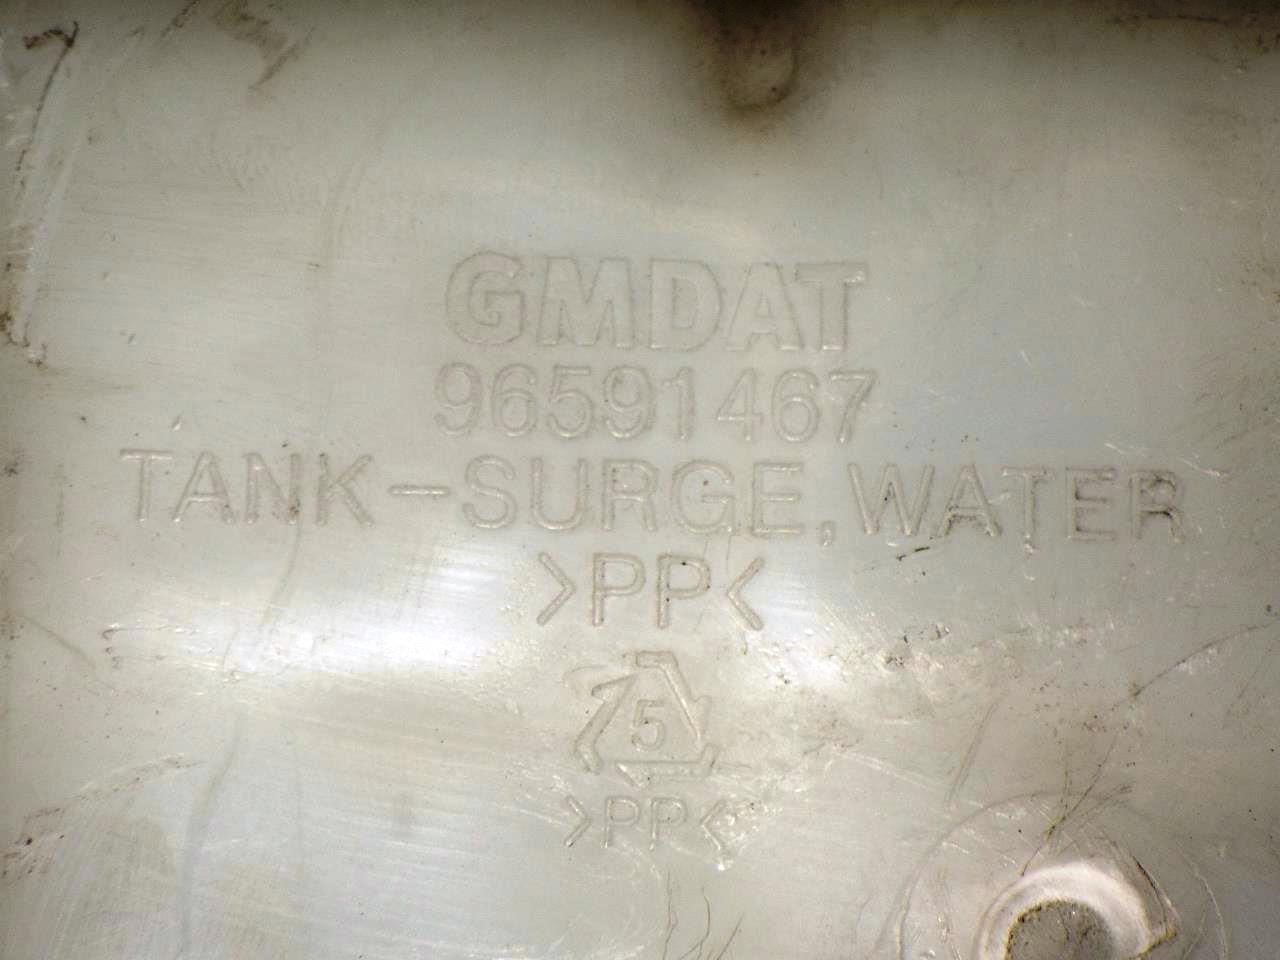 GMDAT
96591467
TANK-SURGE,WATER
>PP<
5
>PP<